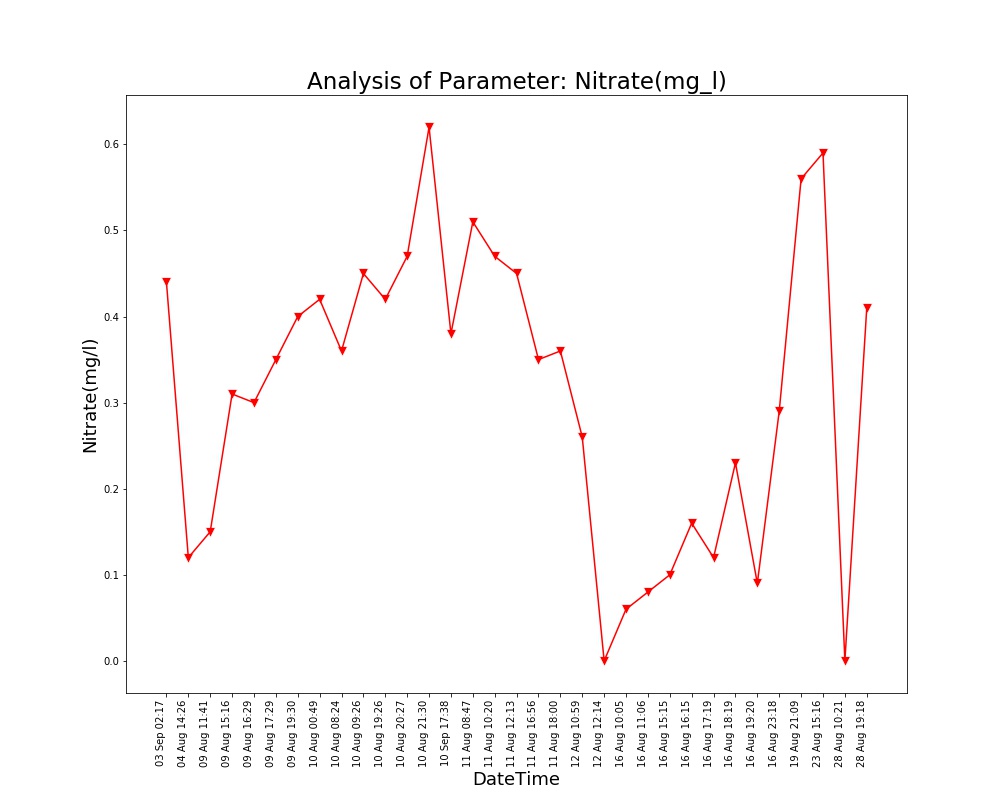 Analysis of Parameter: Nitrate(mg_l)
Nitrate(mg/l)
0.6
0.5
0.4
0.3
0.2
0.1
0.0
03 Sep 02:17
04 Aug 14:26
09 Aug 11:41
09 Aug 15:16
09 Aug 16:29
09 Aug 17:29
09 Aug 19:30
10 Aug 00:49
10 Aug 08:24
10 Aug 09:26
10 Aug 19:26
10 Aug 20:27
10 Aug 21:30
10 Sep 17:38
11 Aug 08:47
11 Aug 10:20
11 Aug 12:13
11 Aug 16:56
11 Aug 18:00
12 Aug 10:59
12 Aug 12:14
16 Aug 10:05
16 Aug 11:06
16 Aug 15:15
16 Aug 16:15
16 Aug 17:19
16 Aug 18:19
16 Aug 19:20
16 Aug 23:18
19 Aug 21:09
23 Aug 15:16
28 Aug 10:21
28 Aug 19:18
DateTime